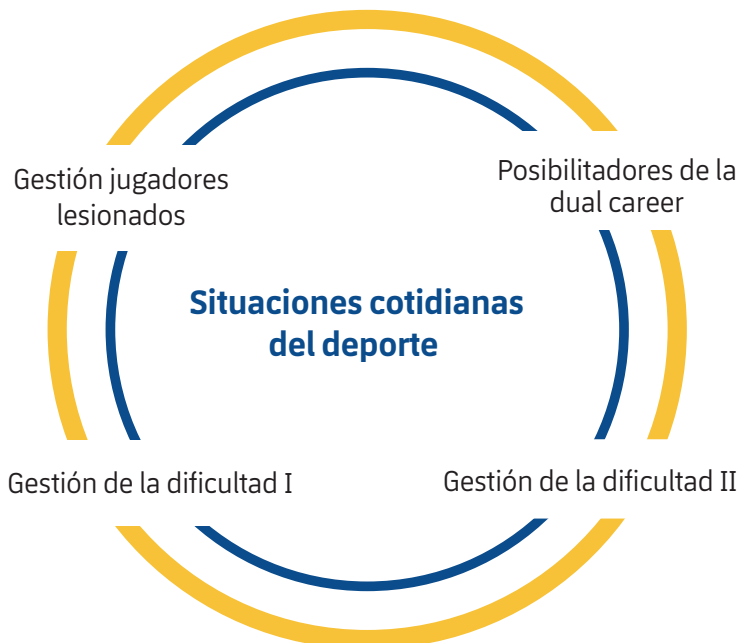 Gestión jugadores
lesionados
Posibilitadores de la
dual career
Situaciones cotidianas
del deporte
Gestión de la dificultad I
Gestión de la dificultad II